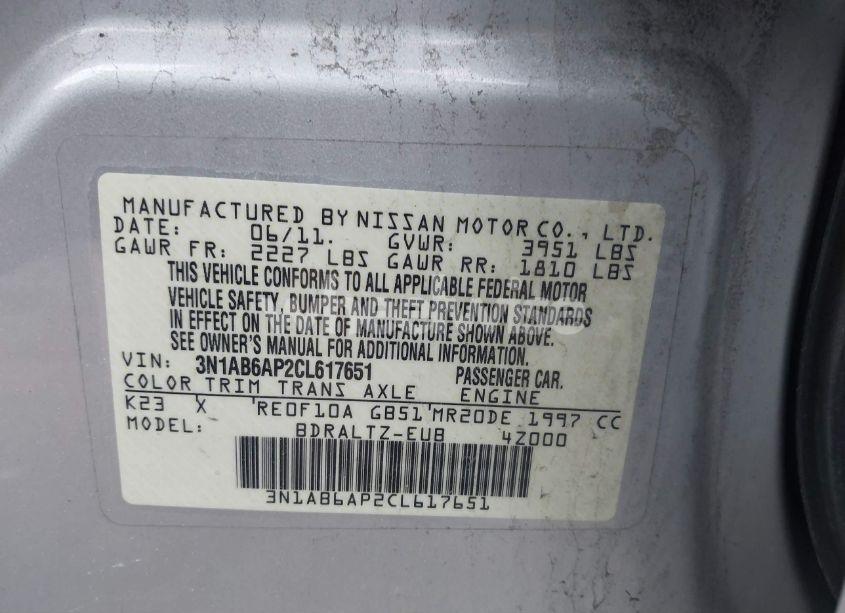 MANUFACTURED BY NISSAN MOTOR CO., LTD.
DATE: 06/11. GVWR: 3951 LBS
GAWR FR: 2227 LBS GAWR RR: 1810 LBS
THIS VEHICLE CONFORMS TO ALL APPLICABLE FEDERAL MOTOR
VEHICLE SAFETY, BUMPER AND THEFT PREVENTION STANDARDS
IN EFFECT ON THE DATE OF MANUFACTURE SHOWN ABOVE.
SEE OWNER'S MANUAL FOR ADDITIONAL INFORMATION.
VIN: 3N1AB6AP2CL617651 PASSENGER CAR.
COLOR TRIM TRANS AXLE ENGINE
K23 X RE0F10A GB51 MR20DE 1997 CC
MODEL: BDRALTZ-EUB 4Z000
3N1AB6AP2CL617651